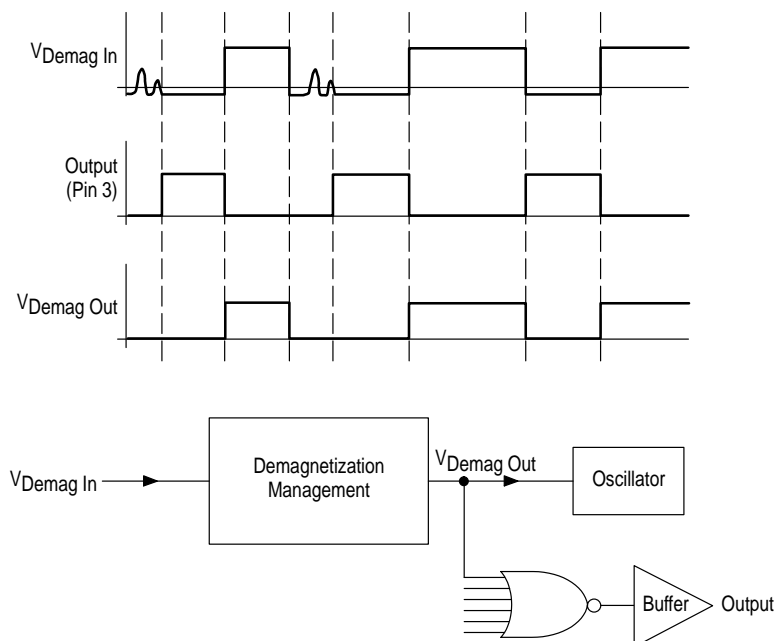 VDemag In
Output
(Pin 3)
VDemag Out
VDemag In
Demagnetization
Management
VDemag Out
Oscillator
Buffer
Output